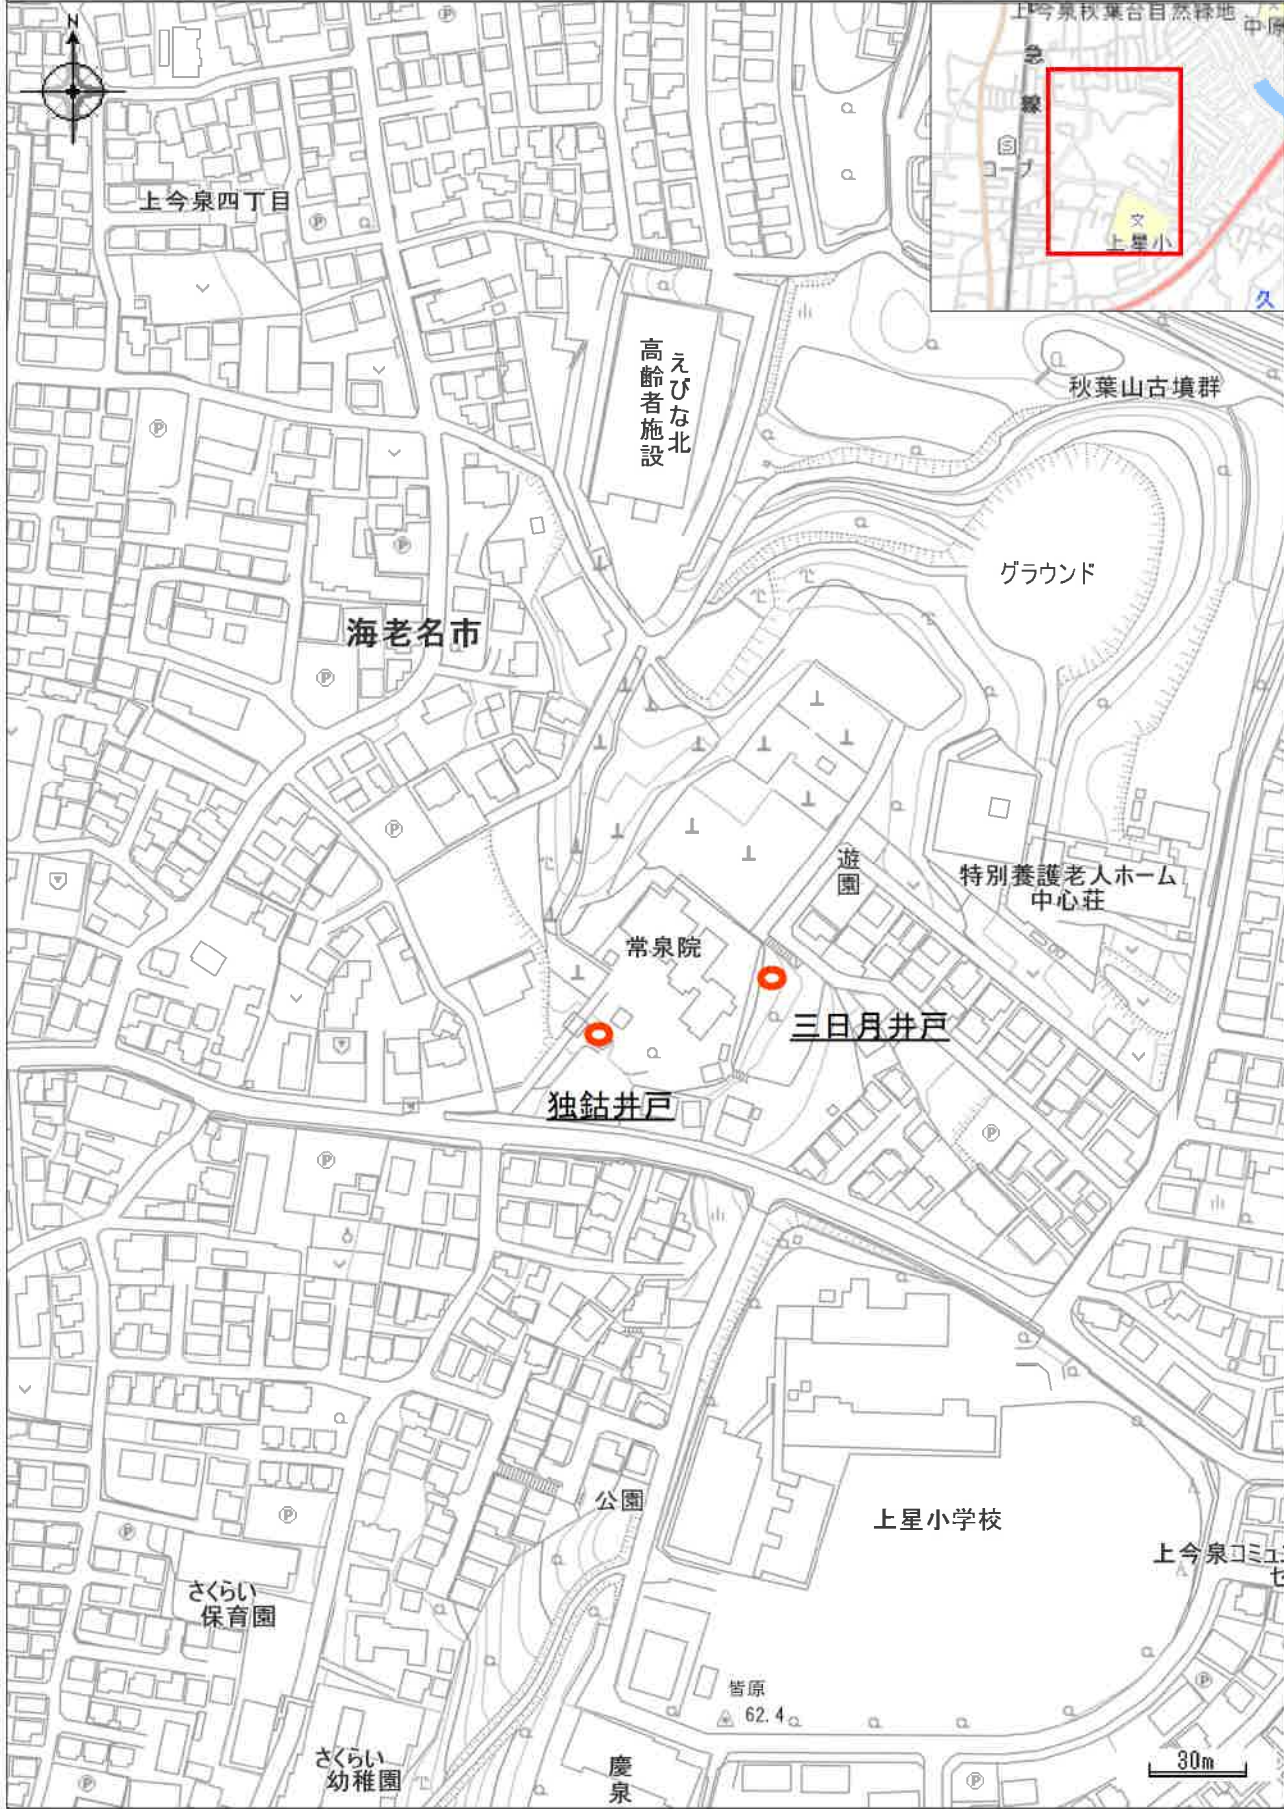 N
上今泉秋葉台自然緑地
中原
急
線
コープ
文
上星小
久
上今泉四丁目
えびな北
高齢者施設
秋葉山古墳群
グラウンド
海老名市
遊園
特別養護老人ホーム
中心荘
常泉院
三日月井戸
独鈷井戸
公園
上星小学校
上今泉コミュ
セ
さくらい
保育園
皆原
62.4
さくらい
幼稚園
慶泉
30m